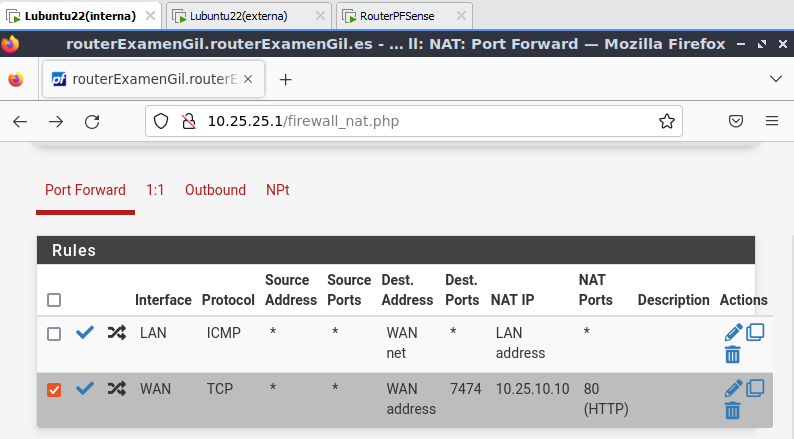 Lubuntu22(interna) Lubuntu22(externa) RouterPFSense
routerExamenGil.routerExamenGil.es - … ll: NAT: Port Forward — Mozilla Firefox
routerExamenGil.routerE
10.25.25.1/firewall_nat.php
Port Forward 1:1 Outbound NPt
Rules
Source Source Dest. Dest. NAT
Interface Protocol Address Ports Address Ports NAT IP Ports Description Actions
LAN ICMP * * WAN * LAN *
net address
WAN TCP * * WAN 7474 10.25.10.10 80
address (HTTP)